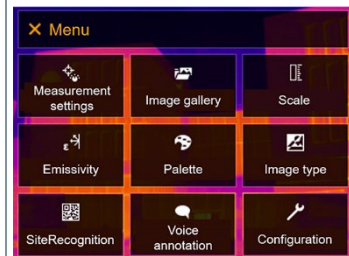 ✕ Menu
Measurement
settings
Image gallery
Scale
ε
Emissivity
Palette
Image type
SiteRecognition
Voice
annotation
Configuration